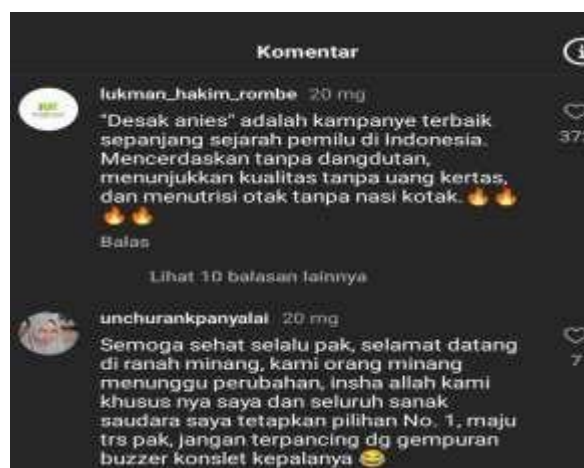 Komentar
lukman_hakim_rombe 20 mg
"Desak anies" adalah kampanye terbaik
sepanjang sejarah pemilu di Indonesia.
Mencerdaskan tanpa dangdutan,
menunjukkan kualitas tanpa uang kertas,
dan menutrisi otak tanpa nasi kotak. 🔥🔥
🔥🔥
Balas
Lihat 10 balasan lainnya
unchurankpanyalai 20 mg
Semoga sehat selalu pak, selamat datang
di ranah minang, kami orang minang
menunggu perubahan, insha allah kami
khusus nya saya dan seluruh sanak
saudara saya tetapkan pilihan No. 1, maju
trs pak, jangan terpancing dg gempuran
buzzer konslet kepalanya 😂